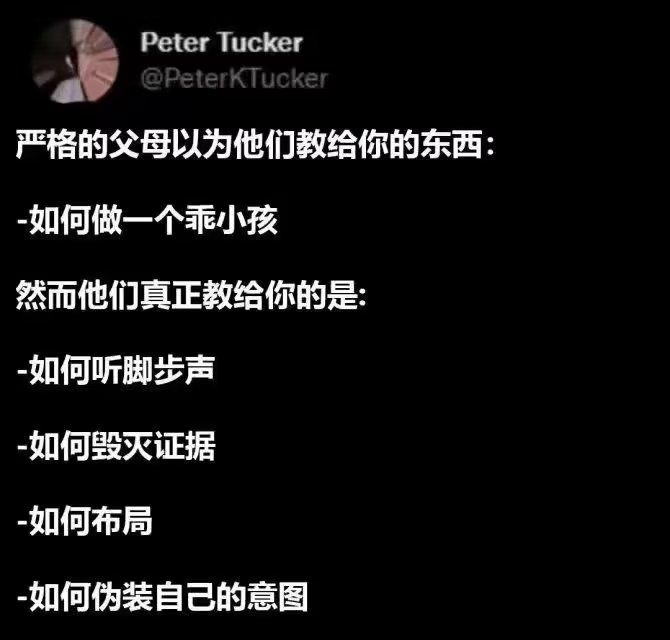 Peter Tucker
@PeterKTucker
严格的父母以为他们教给你的东西：
-如何做一个乖小孩
然而他们真正教给你的是:
-如何听脚步声
-如何毁灭证据
-如何布局
-如何伪装自己的意图